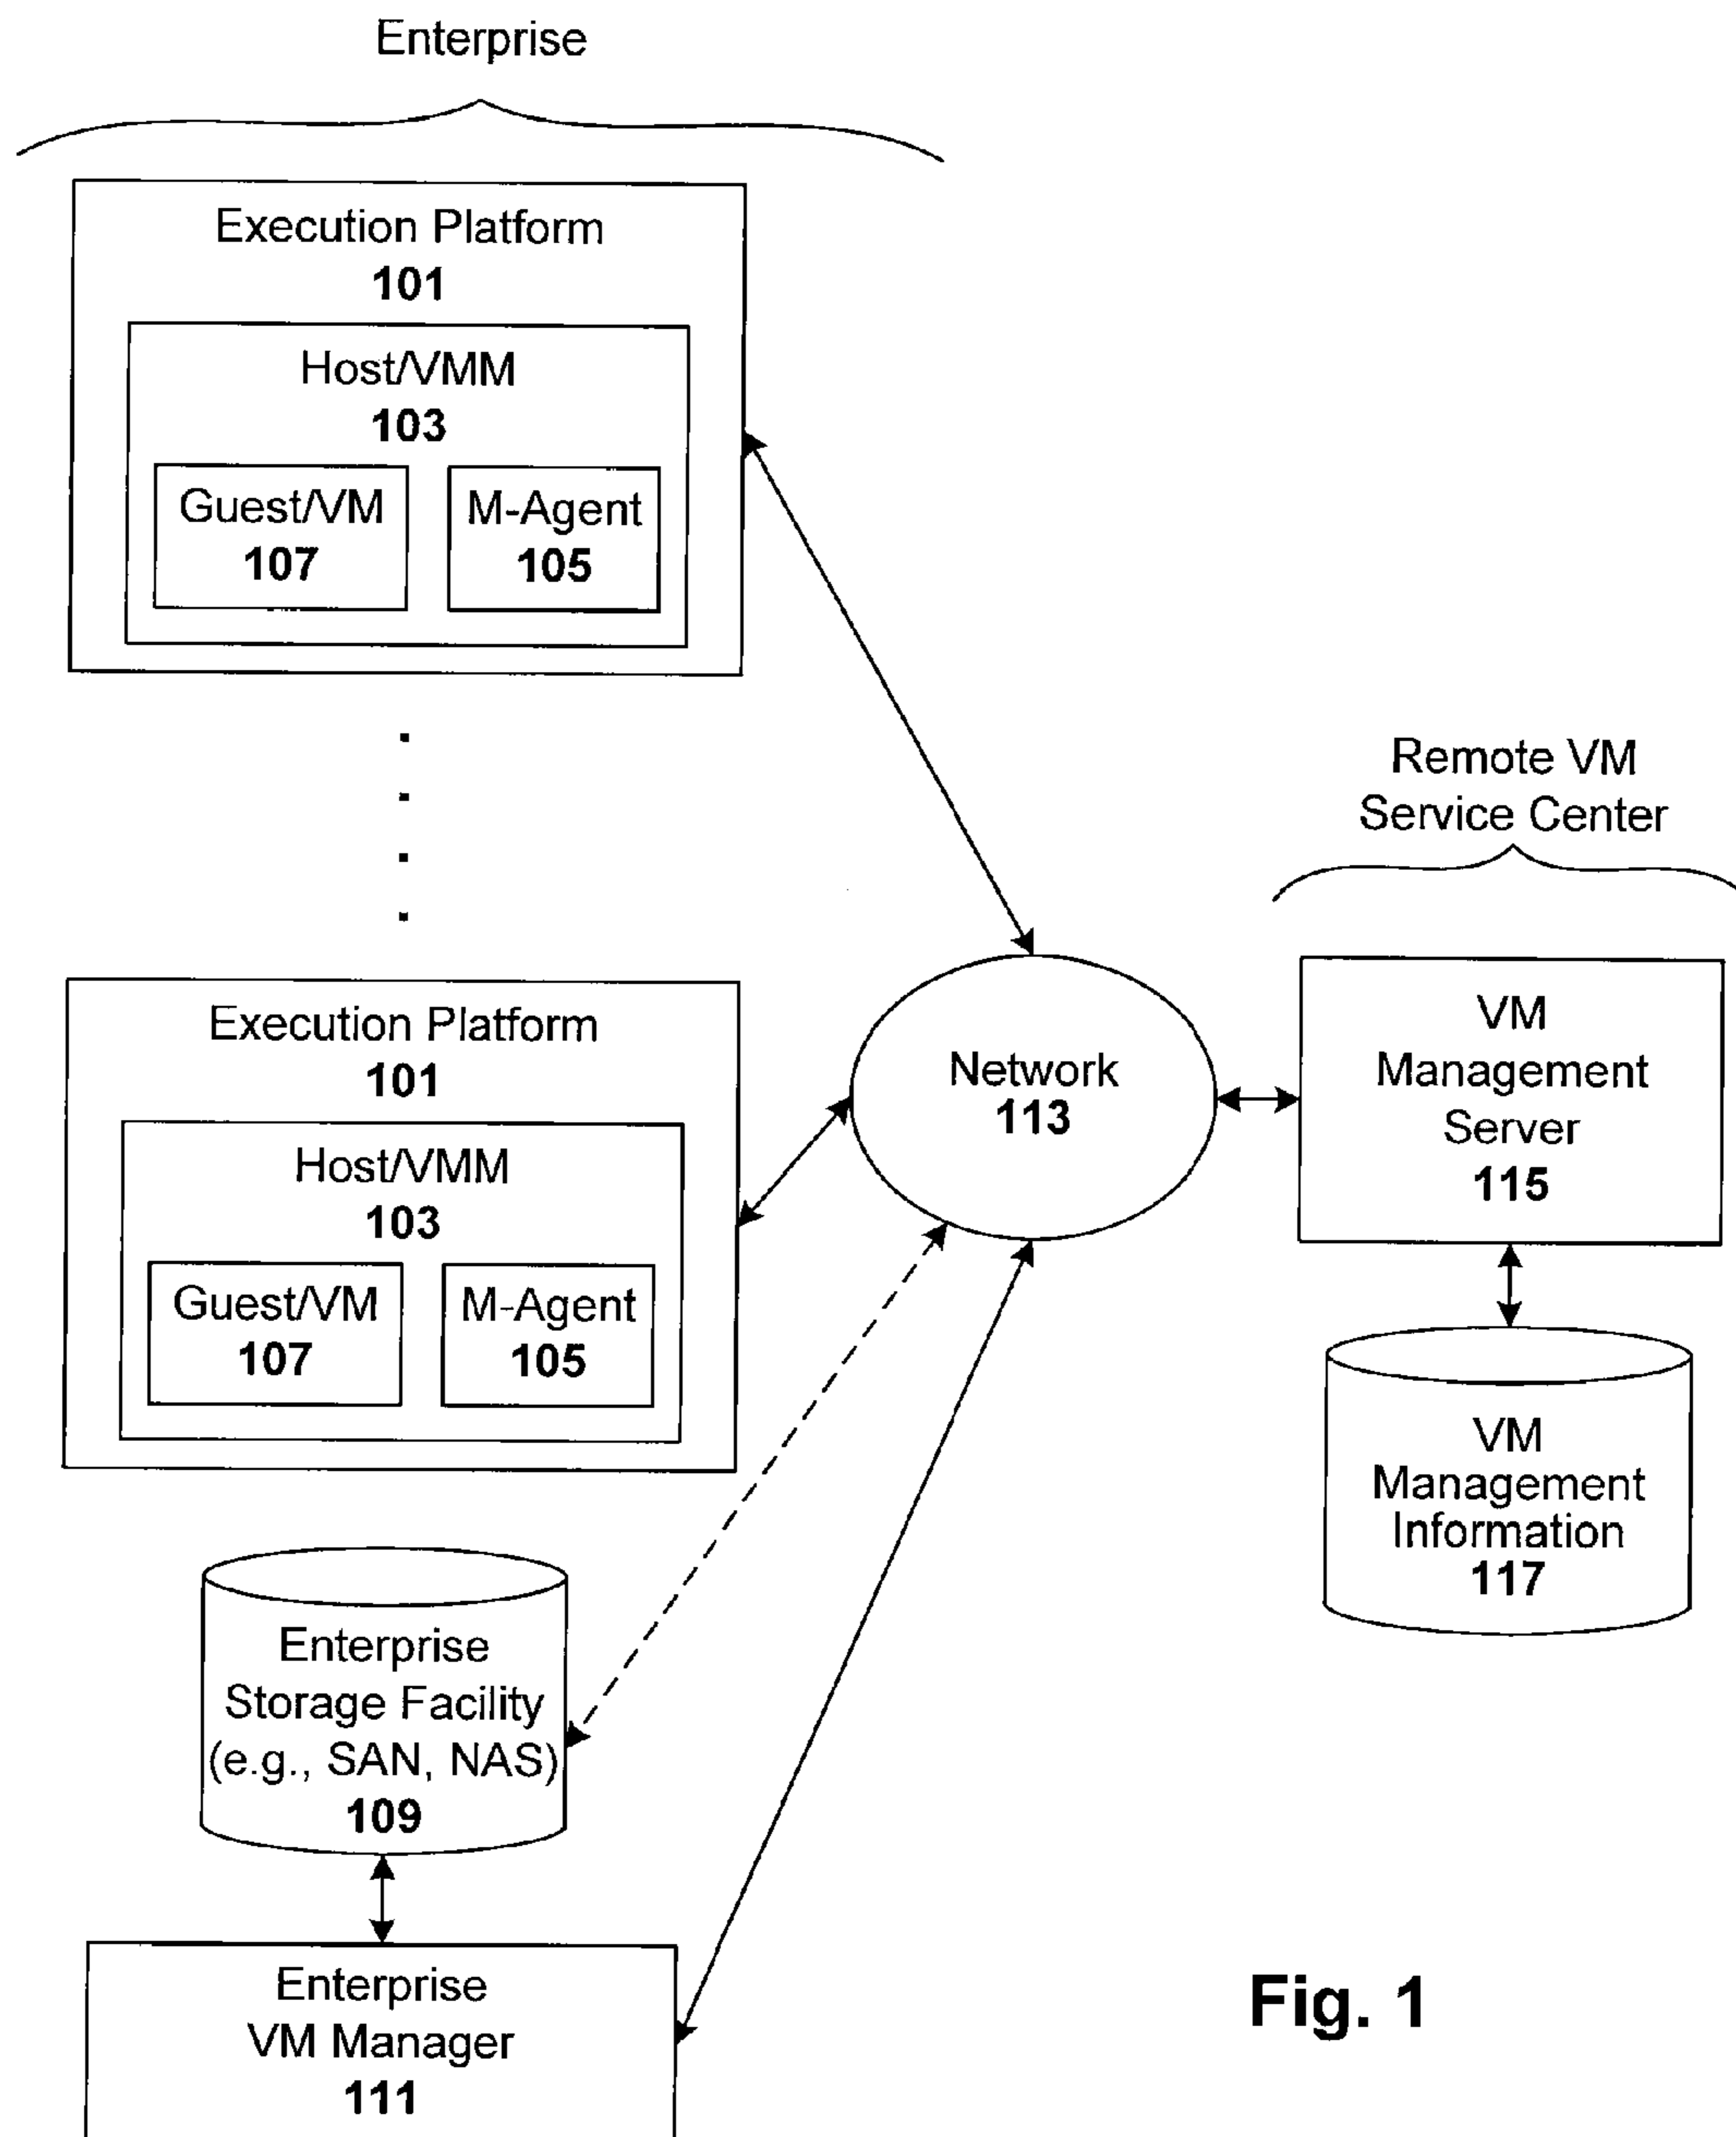 Enterprise
Execution Platform
101
Host/VMM
103
Guest/VM
107
M-Agent
105
Remote VM
Service Center
Execution Platform
101
Host/VMM
103
Guest/VM
107
M-Agent
105
Network
113
VM
Management
Server
115
VM
Management
Information
117
Enterprise
Storage Facility
(e.g., SAN, NAS)
109
Enterprise
VM Manager
111
Fig. 1